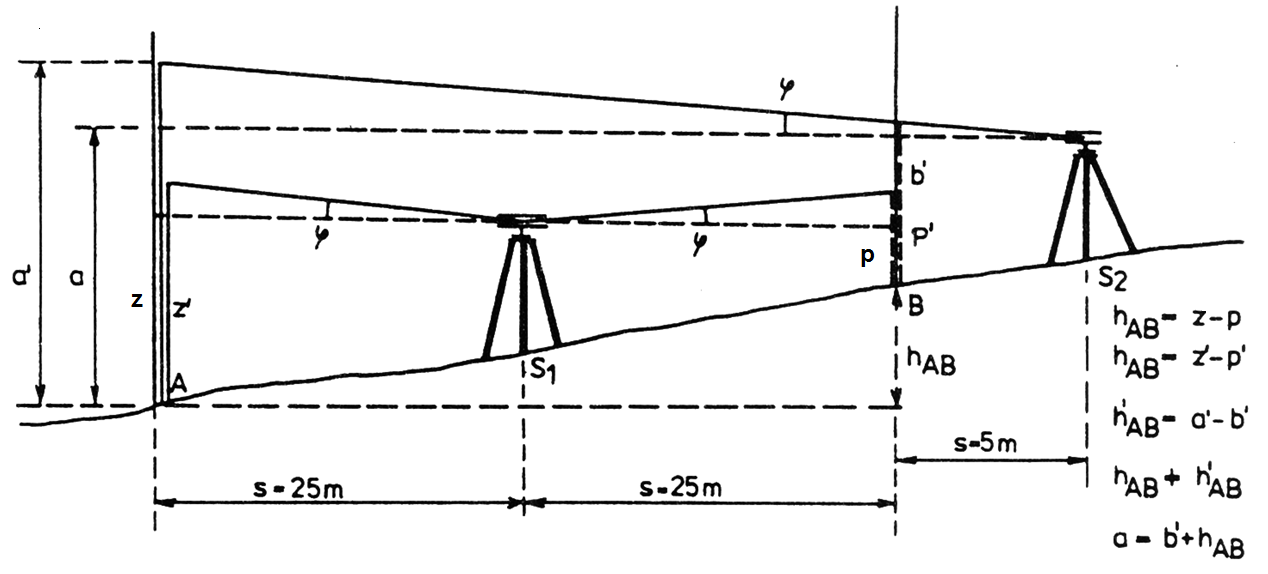 φ
b'
a'
a
z
z'
φ
φ
p
P'
A
S₁
B
S2
hAB
hAB = z-p
hAB = z'-p'
h'AB = a'-b'
hAB + h'AB
a = b'+hAB
s=5m
s=25m
s=25m